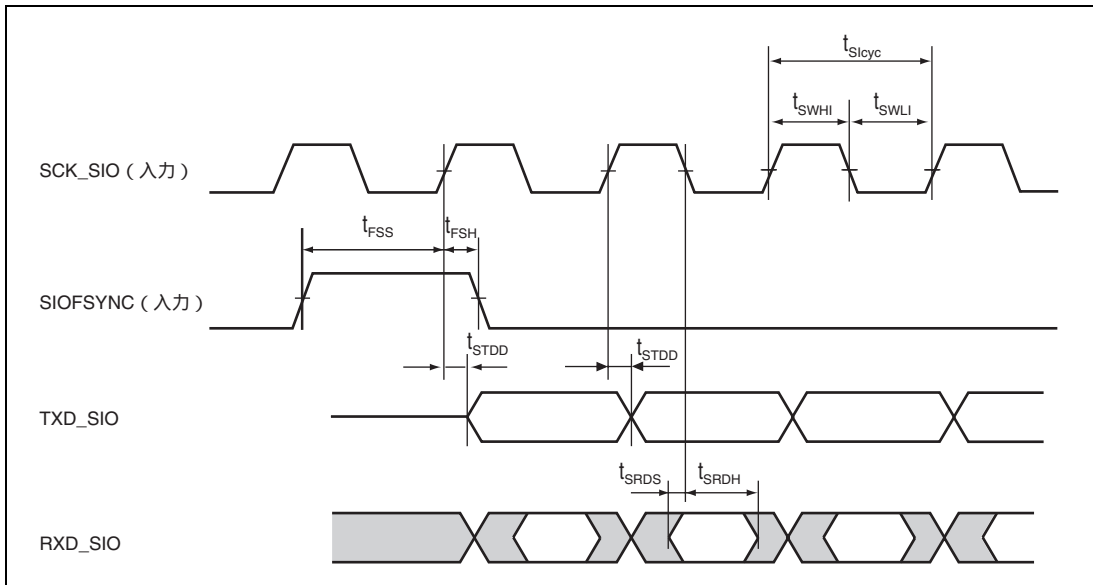 tSIcyc
tSWHI tSWLI
SCK_SIO（入力）
tFSS tFSH
SIOFSYNC（入力）
tSTDD tSTDD
TXD_SIO
tSRDS tSRDH
RXD_SIO